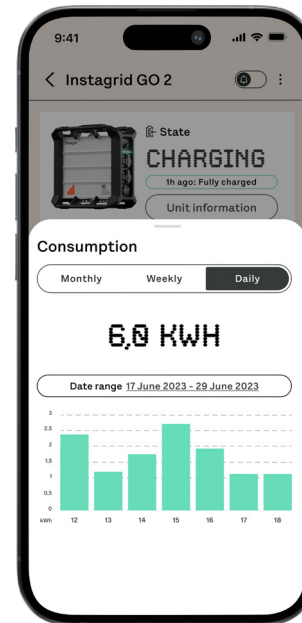 9:41
Instagrid GO 2
State
CHARGING
1h ago: Fully charged
Unit information
Consumption
Monthly Weekly Daily
6,0 KWH
Date range 17 June 2023 - 29 June 2023
3
2.5
2
1.5
1
0.5
0
kWh 12 13 14 15 16 17 18